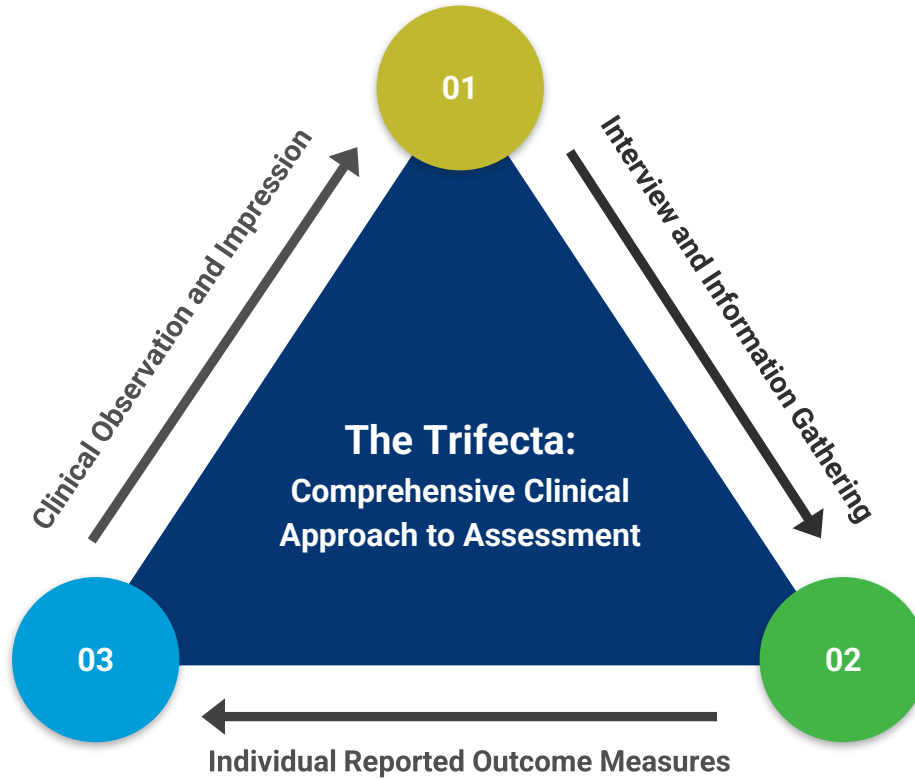 01
Clinical Observation and Impression
Interview and Information Gathering
The Trifecta:
Comprehensive Clinical
Approach to Assessment
03
02
Individual Reported Outcome Measures